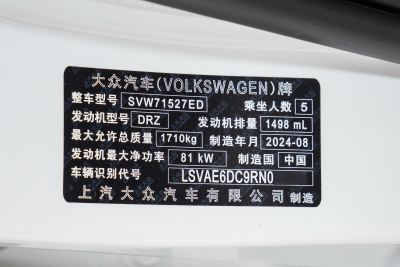 大众汽车(VOLKSWAGEN)牌
整车型号 SVW71527ED 乘坐人数 5
发动机型号 DRZ 发动机排量 1498 mL
最大允许总质量 1710kg 制造年月 2024-08
发动机最大净功率 81 kW 制造国 中国
车辆识别代号 LSVAE6DC9RN0
上汽大众汽车有限公司 制造